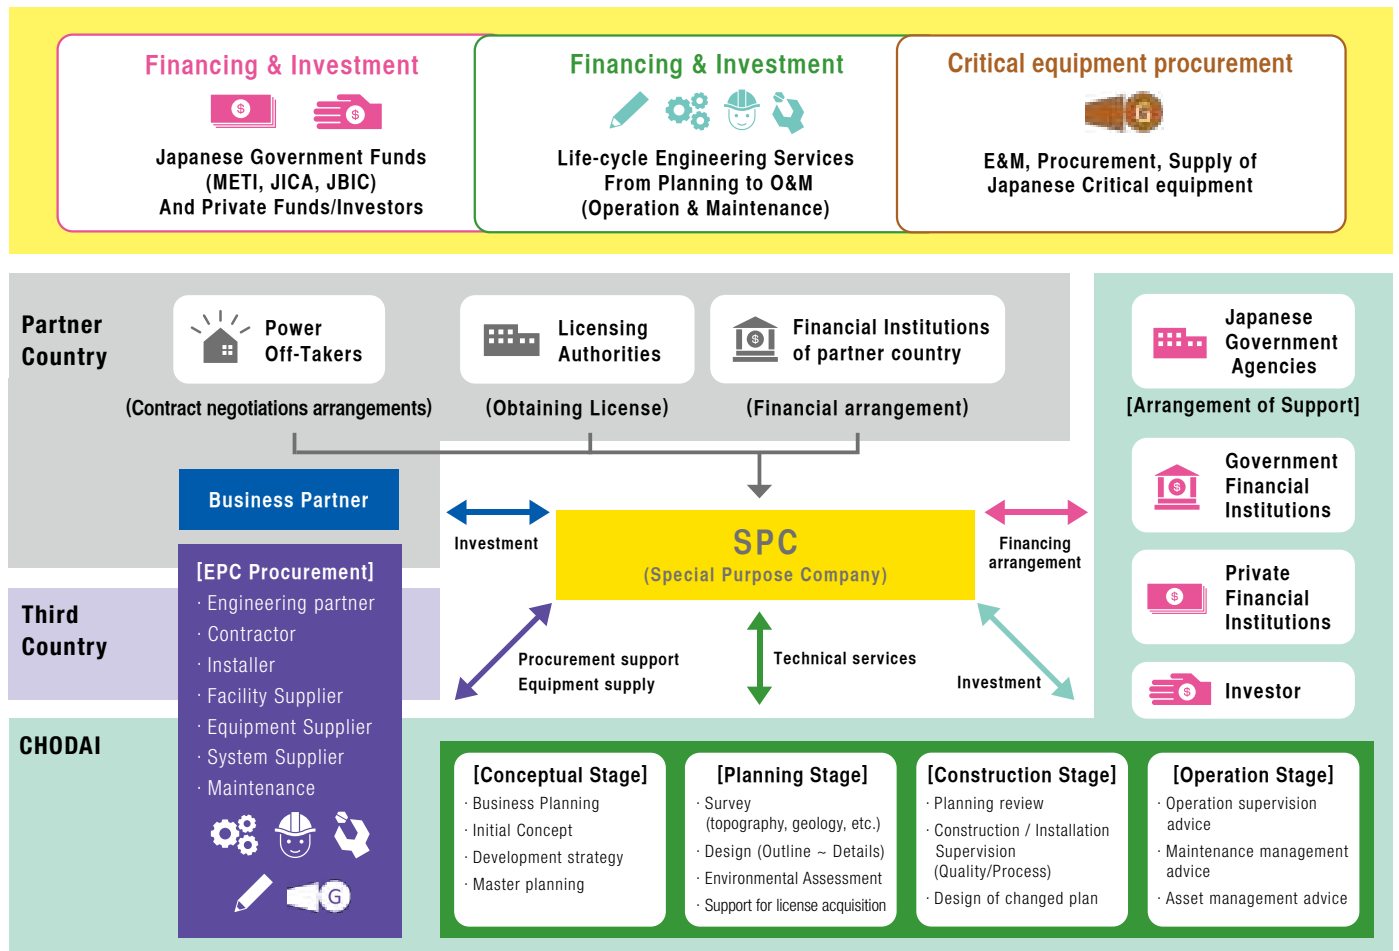 Financing & Investment
Japanese Government Funds
(METI, JICA, JBIC)
And Private Funds/Investors
Financing & Investment
Life-cycle Engineering Services
From Planning to O&M
(Operation & Maintenance)
Critical equipment procurement
G
E&M, Procurement, Supply of
Japanese Critical equipment
Partner
Country
Power
Off-Takers
(Contract negotiations arrangements)
Licensing
Authorities
(Obtaining License)
Financial Institutions
of partner country
(Financial arrangement)
Japanese
Government
Agencies
[Arrangement of Support]
Government
Financial
Institutions
Private
Financial
Institutions
Investor
Business Partner
Investment
SPC
(Special Purpose Company)
Financing
arrangement
[EPC Procurement]
· Engineering partner
· Contractor
· Installer
· Facility Supplier
· Equipment Supplier
· System Supplier
· Maintenance
G
Third
Country
Procurement support
Equipment supply
Technical services
Investment
CHODAI
[Conceptual Stage]
· Business Planning
· Initial Concept
· Development strategy
· Master planning
[Planning Stage]
· Survey
(topography, geology, etc.)
· Design (Outline ~ Details)
· Environmental Assessment
· Support for license acquisition
[Construction Stage]
· Planning review
· Construction / Installation
Supervision
(Quality/Process)
· Design of changed plan
[Operation Stage]
· Operation supervision
advice
· Maintenance management
advice
· Asset management advice